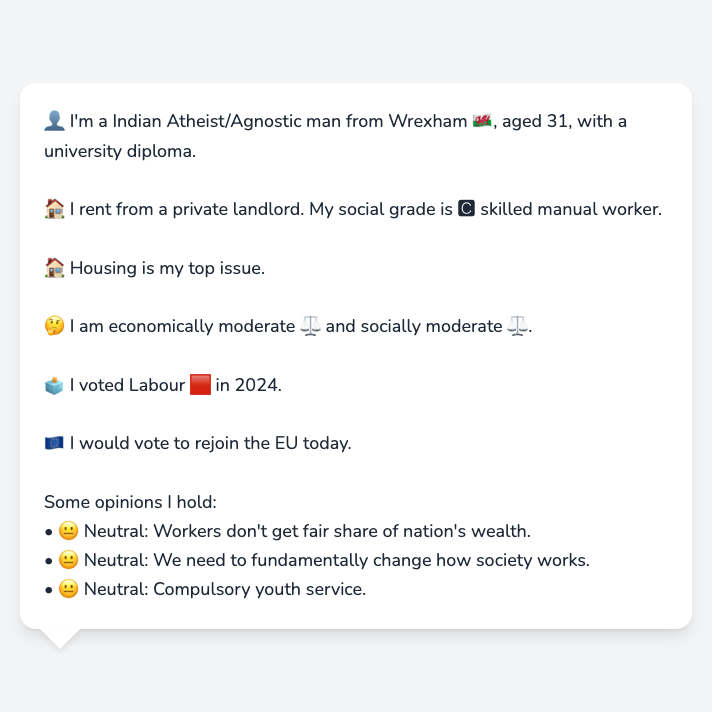 👤 I'm a Indian Atheist/Agnostic man from Wrexham 🏴󠁧󠁢󠁷󠁬󠁳󠁿, aged 31, with a
university diploma.
🏠 I rent from a private landlord. My social grade is 🅲 skilled manual worker.
🏠 Housing is my top issue.
🤔 I am economically moderate ⚖️ and socially moderate ⚖️.
🗳️ I voted Labour 🟥 in 2024.
🇪🇺 I would vote to rejoin the EU today.
Some opinions I hold:
• 😐 Neutral: Workers don't get fair share of nation's wealth.
• 😐 Neutral: We need to fundamentally change how society works.
• 😐 Neutral: Compulsory youth service.